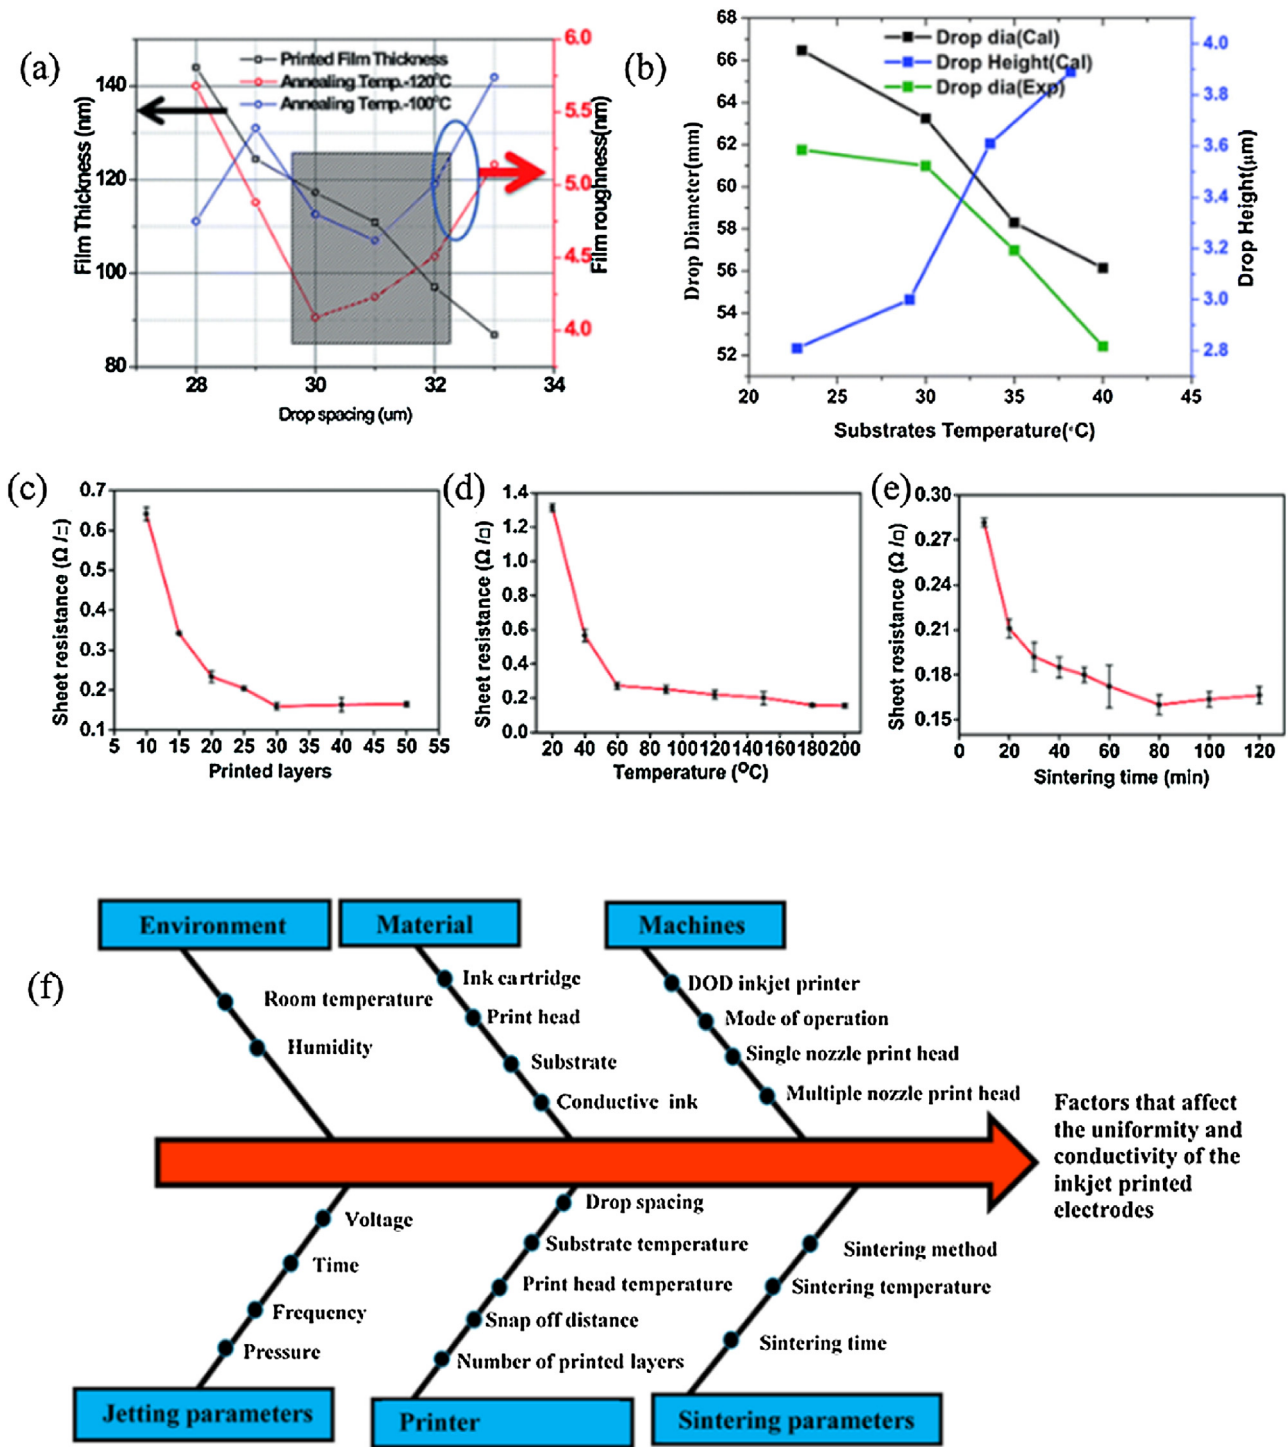 (a)
Printed Film Thickness
Annealing Temp.-120°C
Annealing Temp.-100°C
Film Thickness (nm)
140
120
100
80
28
30
32
34
Drop spacing (um)
6.0
5.5
5.0
4.5
4.0
Film roughness(nm)
(b)
Drop dia(Cal)
Drop Height(Cal)
Drop dia(Exp)
Drop Diameter(mm)
68
66
64
62
60
58
56
54
52
20
25
30
35
40
45
Substrates Temperature(°C)
4.0
3.8
3.6
3.4
3.2
3.0
2.8
Drop Height(μm)
(c)
Sheet resistance (Ω /□)
0.7
0.6
0.5
0.4
0.3
0.2
0.1
5 10 15 20 25 30 35 40 45 50 55
Printed layers
(d)
Sheet resistance (Ω /□)
1.4
1.2
1.0
0.8
0.6
0.4
0.2
0.0
20 40 60 80 100 120 140 160 180 200
Temperature (°C)
(e)
Sheet resistance (Ω /□)
0.30
0.27
0.24
0.21
0.18
0.15
0 20 40 60 80 100 120
Sintering time (min)
(f)
Environment
Room temperature
Humidity
Material
Ink cartridge
Print head
Substrate
Conductive ink
Machines
DOD inkjet printer
Mode of operation
Single nozzle print head
Multiple nozzle print head
Factors that affect
the uniformity and
conductivity of the
inkjet printed
electrodes
Voltage
Time
Frequency
Pressure
Jetting parameters
Drop spacing
Substrate temperature
Print head temperature
Snap off distance
Number of printed layers
Printer
Sintering method
Sintering temperature
Sintering time
Sintering parameters